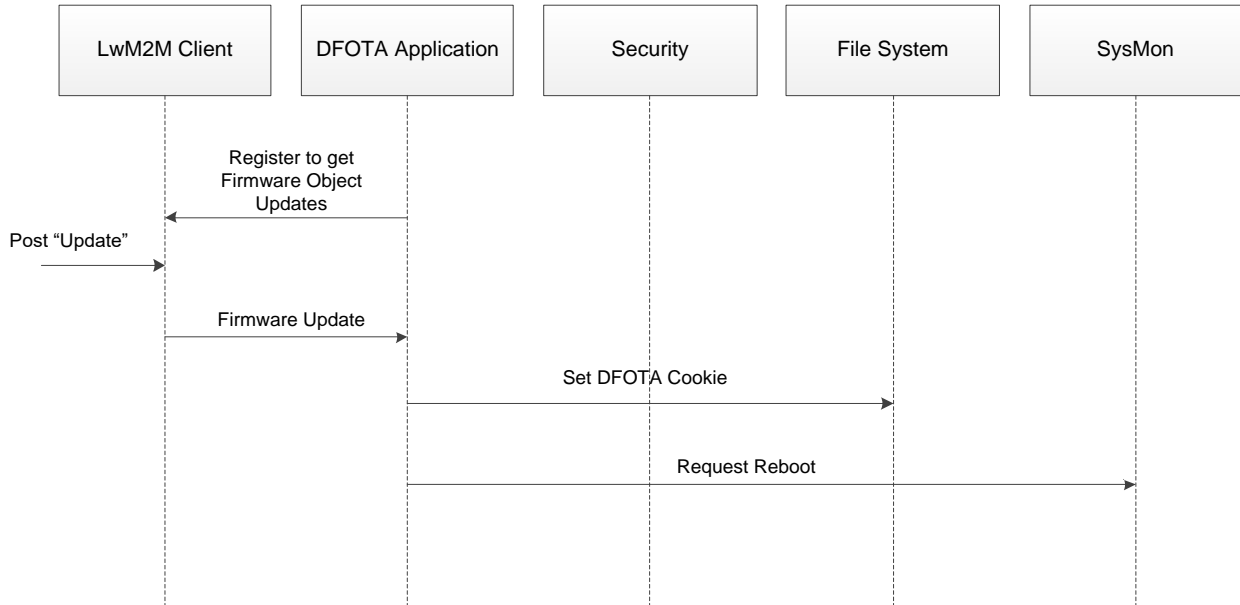 LwM2M Client
DFOTA Application
Security
File System
SysMon
Register to get
Firmware Object
Updates
Post “Update”
Firmware Update
Set DFOTA Cookie
Request Reboot